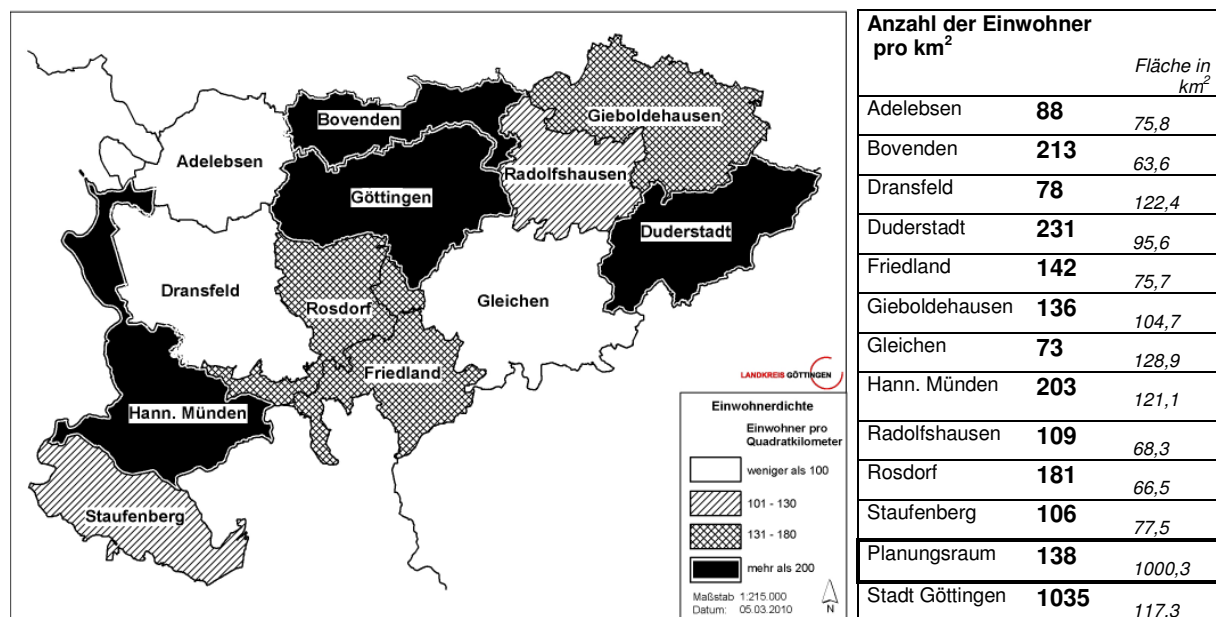 Bovenden
Gieboldehausen
Adelebsen
Radolfshausen
Göttingen
Duderstadt
Dransfeld
Gleichen
Rosdorf
Friedland
Hann. Münden
Staufenberg
LANDKREIS GÖTTINGEN
Einwohnerdichte
Einwohner pro
Quadratkilometer
weniger als 100
101 - 130
131 - 180
mehr als 200
Maßstab 1:215.000
Datum: 05.03.2010
N
Anzahl der Einwohner
pro km²
Fläche in
km²
Adelebsen 88 75,8
Bovenden 213 63,6
Dransfeld 78 122,4
Duderstadt 231 95,6
Friedland 142 75,7
Gieboldehausen 136 104,7
Gleichen 73 128,9
Hann. Münden 203 121,1
Radolfshausen 109 68,3
Rosdorf 181 66,5
Staufenberg 106 77,5
Planungsraum 138 1000,3
Stadt Göttingen 1035 117,3